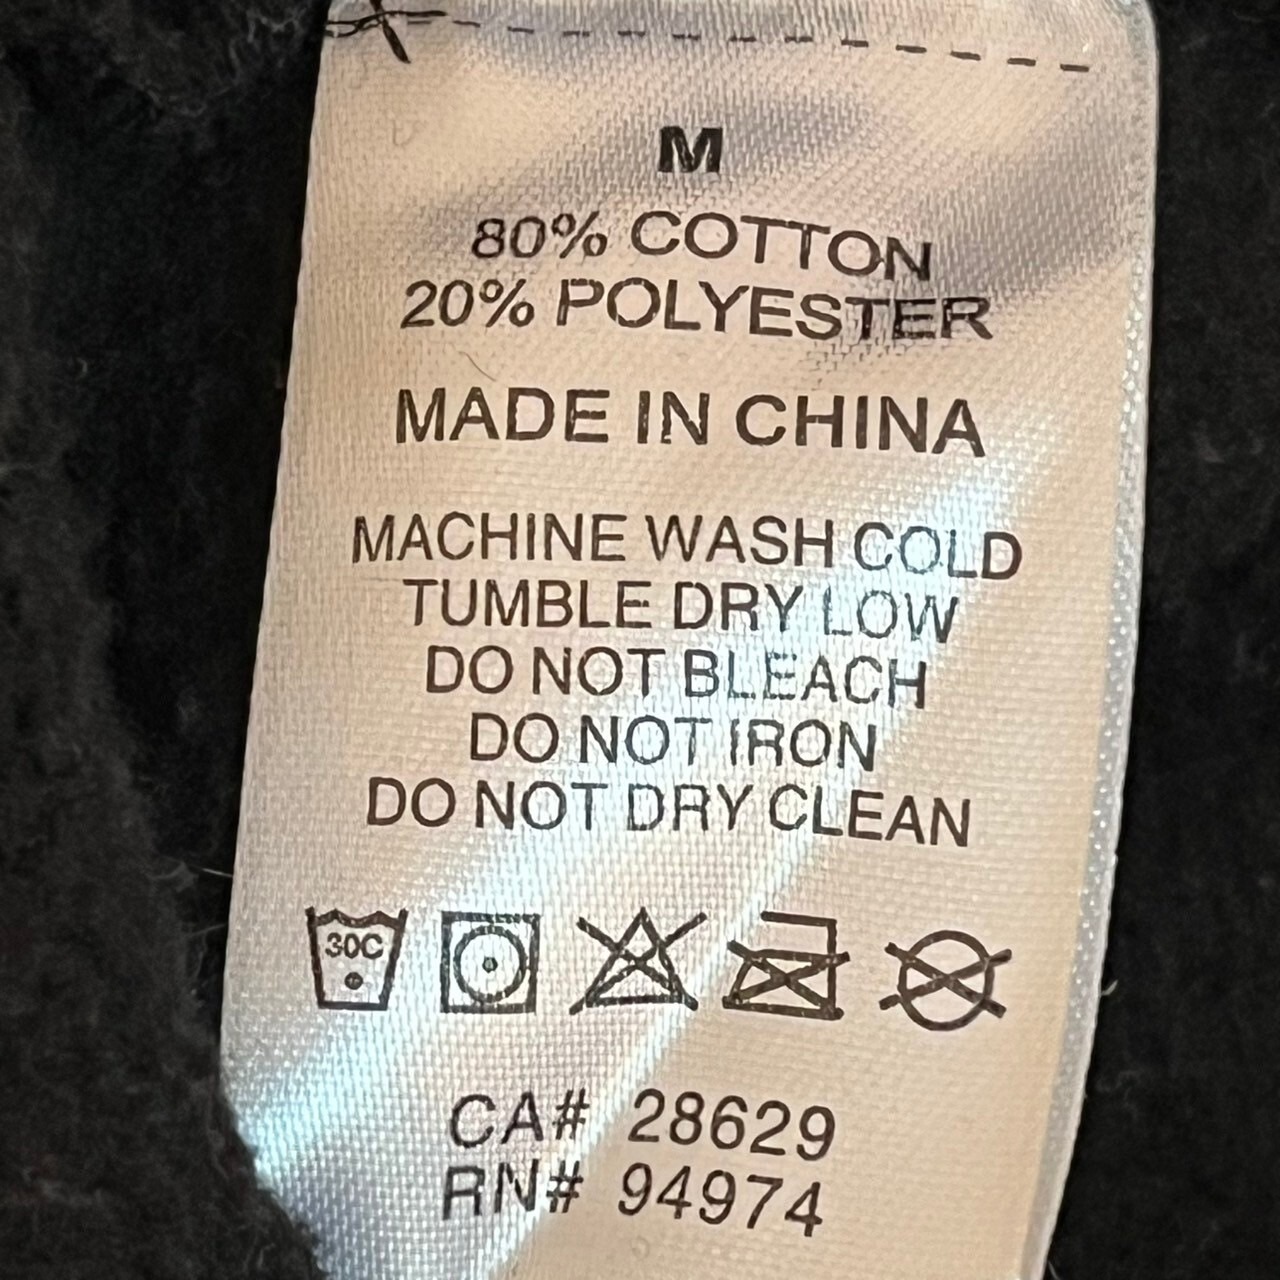 M
80% COTTON
20% POLYESTER
MADE IN CHINA
MACHINE WASH COLD
TUMBLE DRY LOW
DO NOT BLEACH
DO NOT IRON
DO NOT DRY CLEAN
30C
CA# 28629
RN# 94974